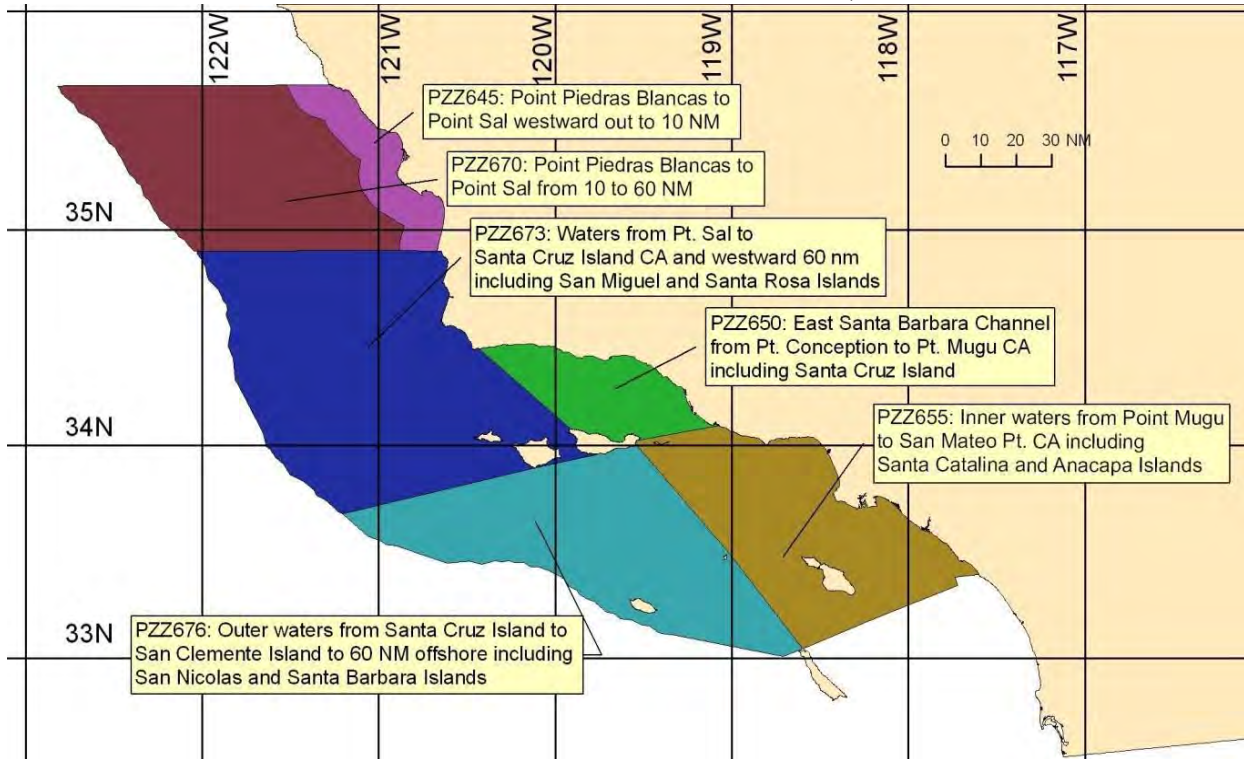 122W
121W
120W
119W
118W
117W
PZZ645: Point Piedras Blancas to
Point Sal westward out to 10 NM
0 10 20 30 NM
PZZ670: Point Piedras Blancas to
Point Sal from 10 to 60 NM
35N
PZZ673: Waters from Pt. Sal to
Santa Cruz Island CA and westward 60 nm
including San Miguel and Santa Rosa Islands
PZZ650: East Santa Barbara Channel
from Pt. Conception to Pt. Mugu CA
including Santa Cruz Island
34N
PZZ655: Inner waters from Point Mugu
to San Mateo Pt. CA including
Santa Catalina and Anacapa Islands
33N
PZZ676: Outer waters from Santa Cruz Island to
San Clemente Island to 60 NM offshore including
San Nicolas and Santa Barbara Islands